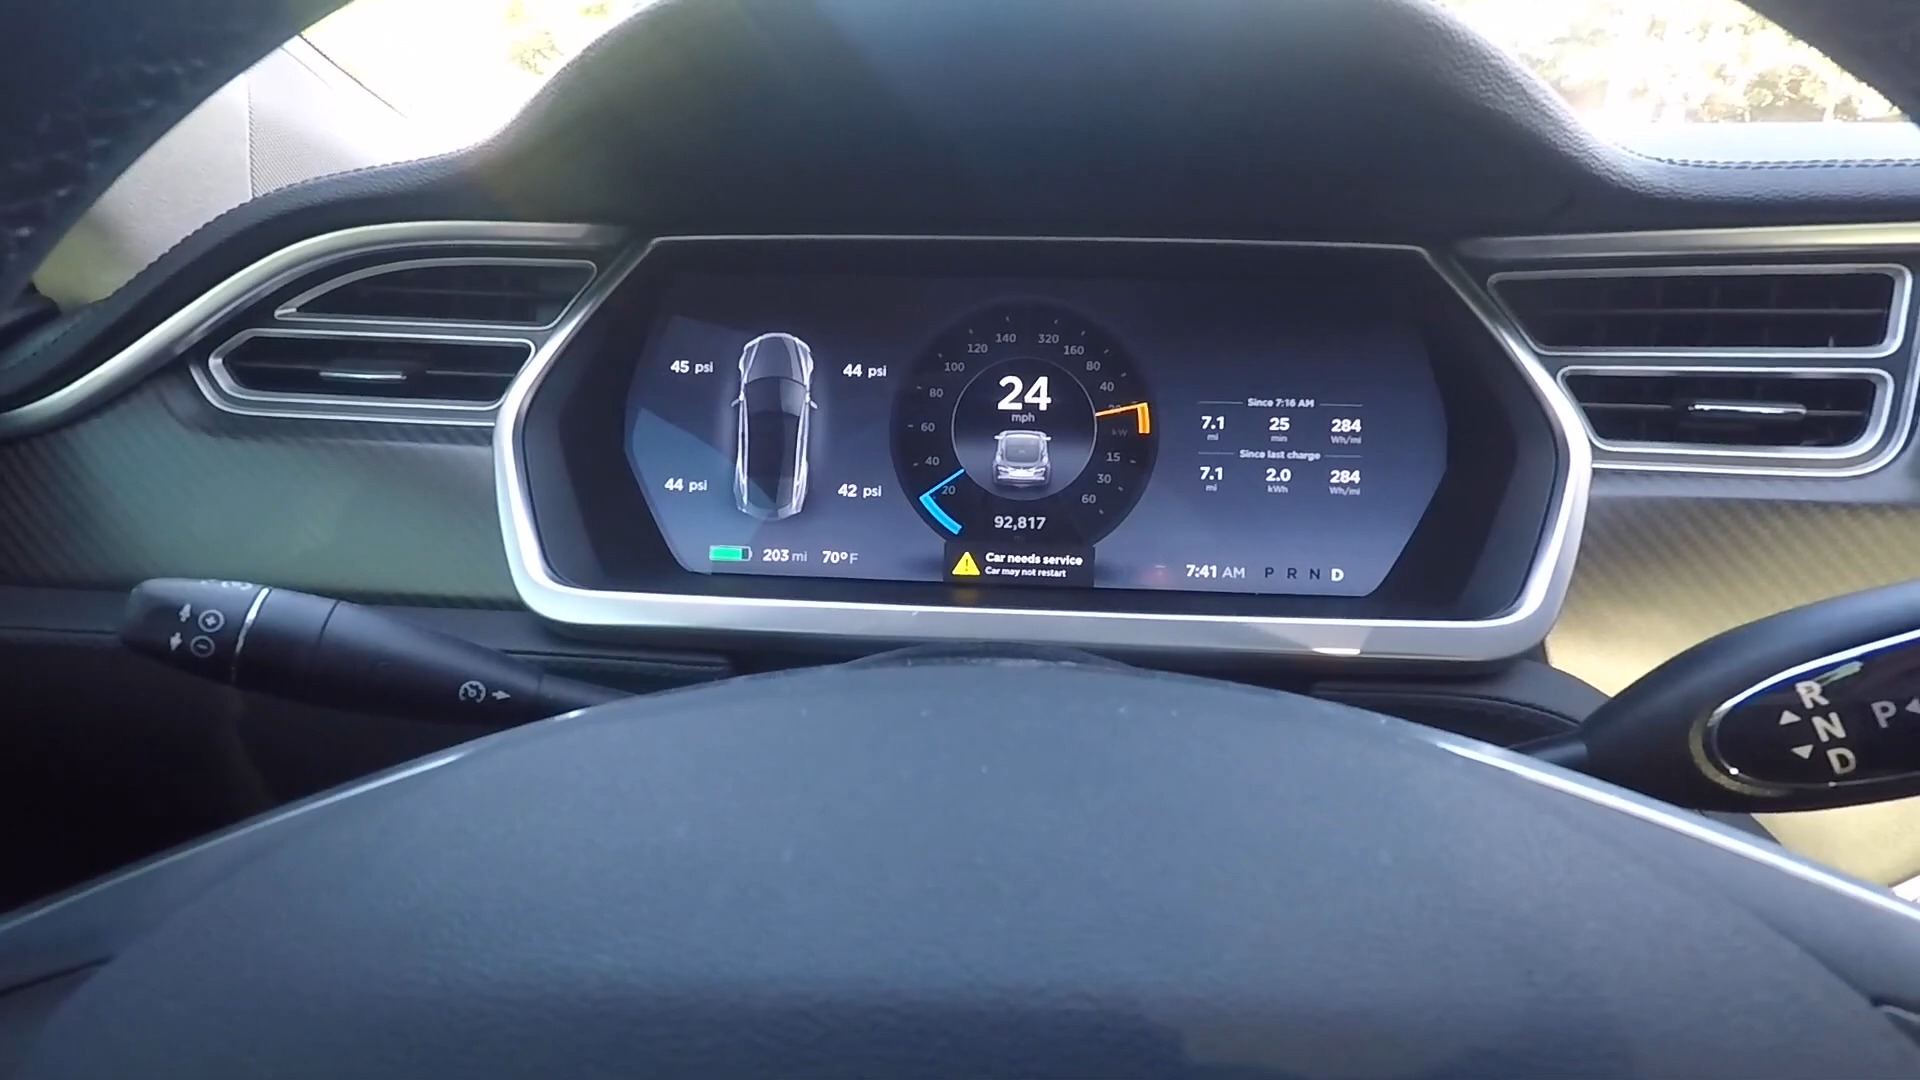 45 psi
44 psi
44 psi
42 psi
203 mi 70°F
140 320
120 160
100 80
80 40
60 kW
40 15
20 30
60
24
mph
92,817
mi
Car needs service
Car may not restart
Since 7:16 AM
7.1 25 284
mi min Wh/mi
Since last charge
7.1 2.0 284
mi kWh Wh/mi
7:41 AM P R N D
R
N P
D